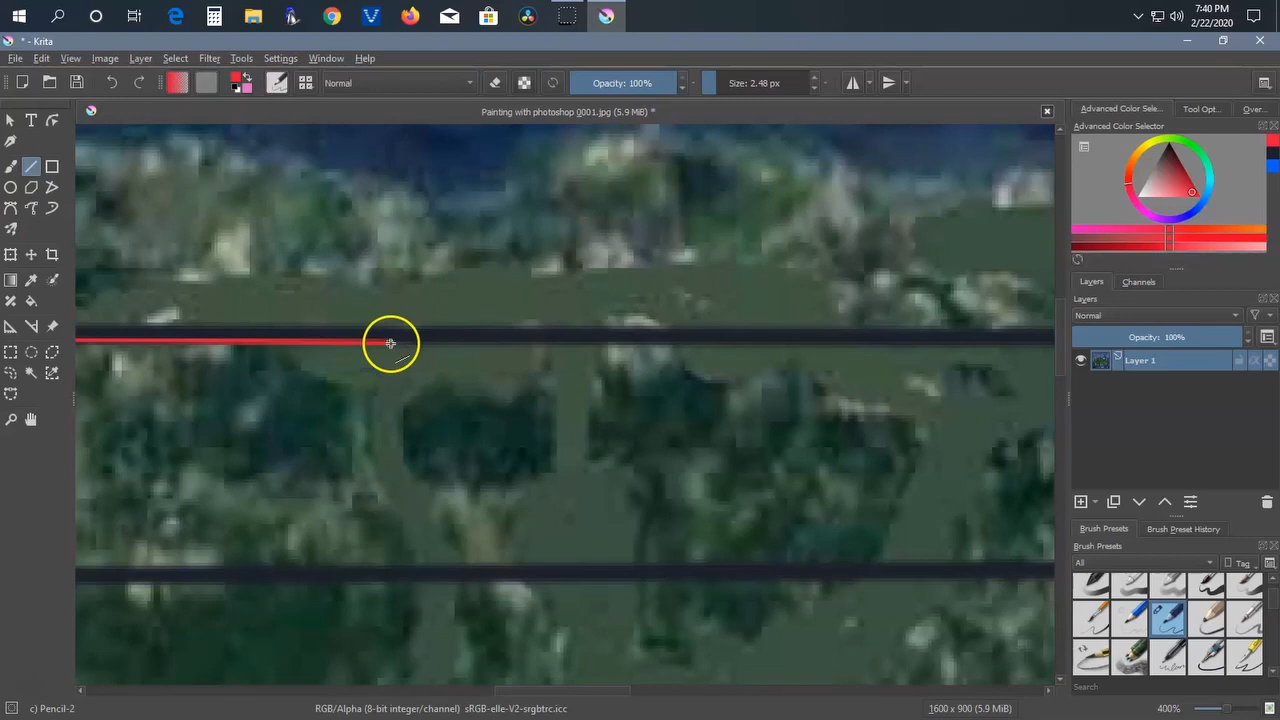 7:40 PM
2/22/2020
* - Krita
File Edit View Image Layer Select Filter Tools Settings Window Help
Normal Opacity: 100% Size: 2.48 px
Painting with photoshop 0001.jpg (5.9 MiB) *
Advanced Color Sele... Tool Opt... Over...
Advanced Color Selector
Layers Channels
Layers
Normal
Opacity: 100%
Layer 1
Brush Presets Brush Preset History
Brush Presets
All Tag
Search
c) Pencil-2 RGB/Alpha (8-bit integer/channel) sRGB-elle-V2-srgbtrc.icc 1600 x 900 (5.9 MiB) 400%